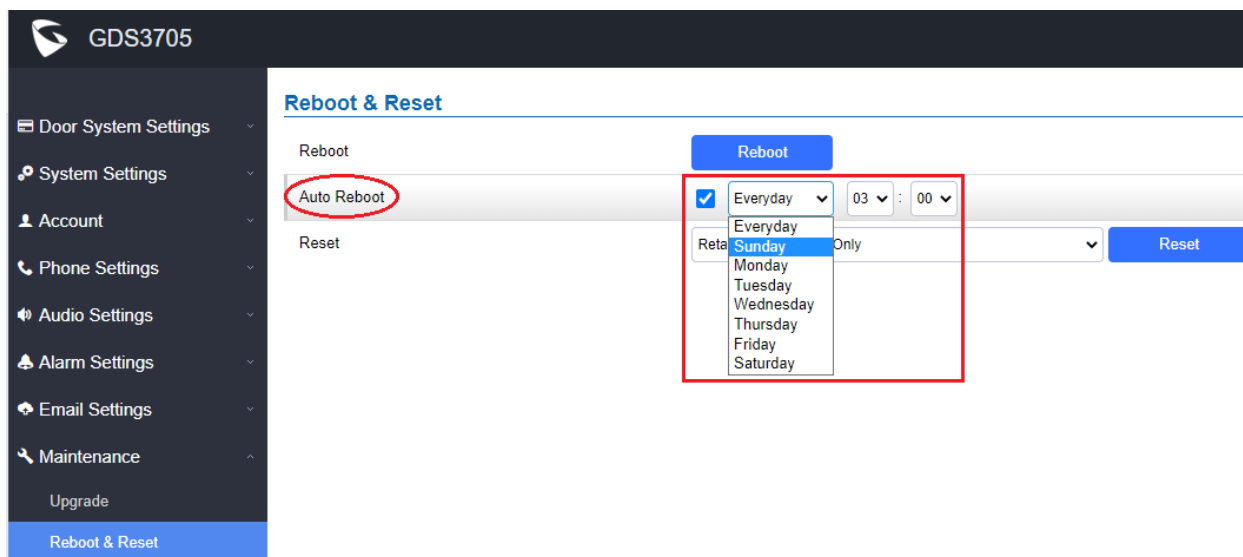 GDS3705
Door System Settings
System Settings
Account
Phone Settings
Audio Settings
Alarm Settings
Email Settings
Maintenance
Upgrade
Reboot & Reset
Reboot & Reset
Reboot Reboot
Auto Reboot Everyday 03 : 00
Everyday
Sunday
Monday
Tuesday
Wednesday
Thursday
Friday
Saturday
Reset Only Reset